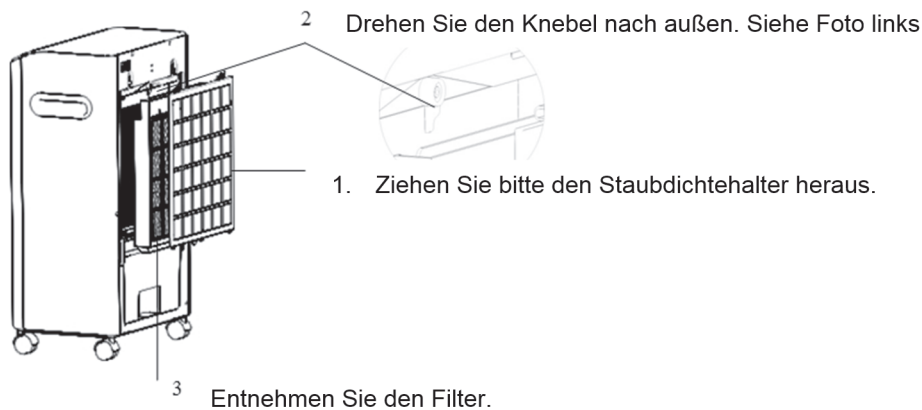 2 Drehen Sie den Knebel nach außen. Siehe Foto links
1. Ziehen Sie bitte den Staubdichtehalter heraus.
3 Entnehmen Sie den Filter.